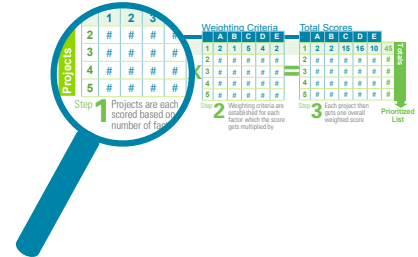 Weighting Criteria
Total Scores
1 2 3
A B C D E
A B C D E
1 2 1 5 4 2
1 2 2 15 16 10 45
2 # # # #
2 # # # # #
2 # # # # # #
3 # # # #
3 # # # # #
3 # # # # # #
4 # # # #
4 # # # # #
4 # # # # # #
5 # # # #
5 # # # # #
5 # # # # # #
Projects
X
=
Totals
Step 1 Projects are each
scored based on
number of fac
Step 2 Weighting criteria are
established for each
factor which the score
gets multiplied by
Step 3 Each project then
gets one overall
weighted score
Prioritized
List